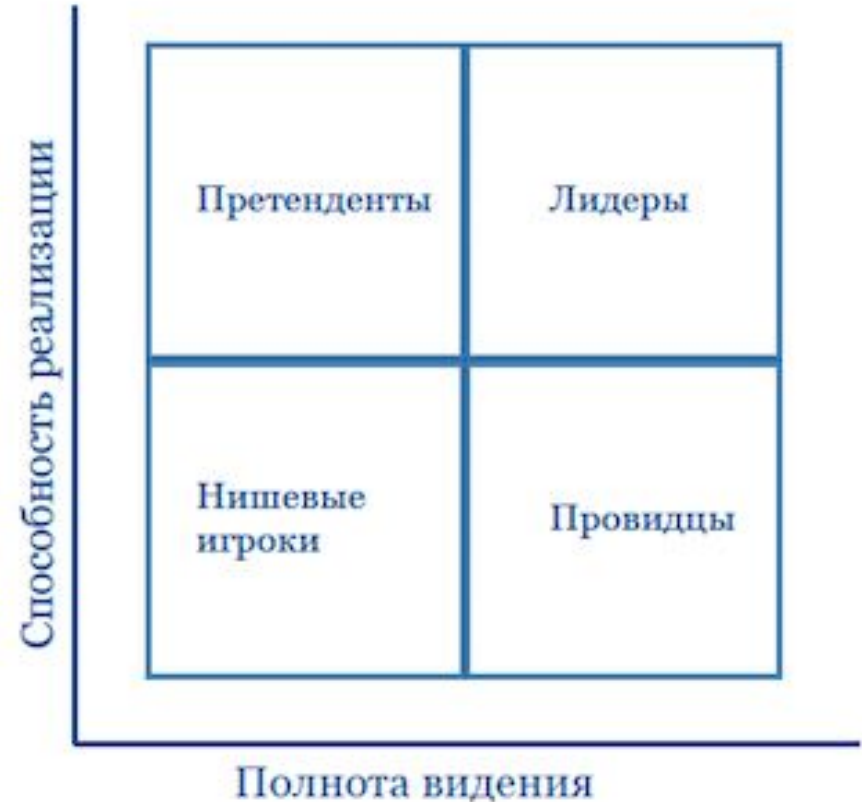 Способность реализации
Претенденты
Лидеры
Нишевые
игроки
Провидцы
Полнота видения